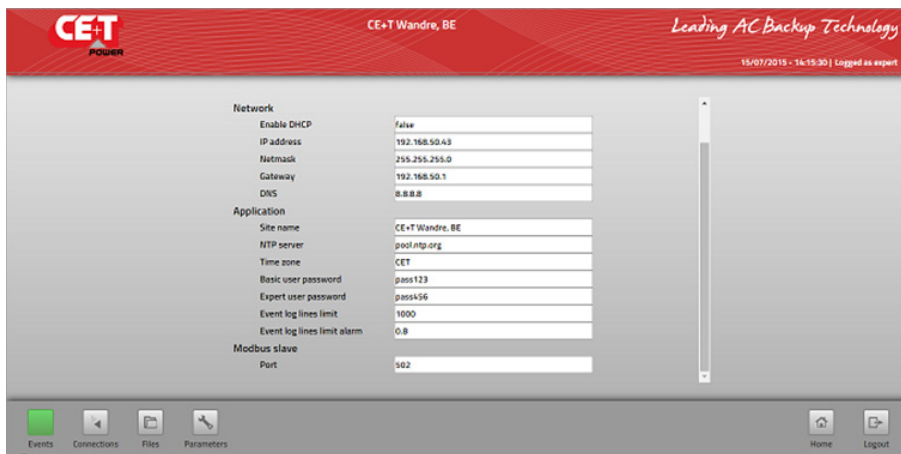 CE+T
POWER
CE+T Wandre, BE
Leading AC Backup Technology
15/07/2015 - 14:15:30 | Logged as expert
Network
Enable DHCP false
IP address 192.168.50.43
Netmask 255.255.255.0
Gateway 192.168.50.1
DNS 8.8.8.8
Application
Site name CE+T Wandre, BE
NTP server pool.ntp.org
Time zone CET
Basic user password pass123
Expert user password pass456
Event log lines limit 1000
Event log lines limit alarm 0.8
Modbus slave
Port 502
Events Connections Files Parameters Home Logout